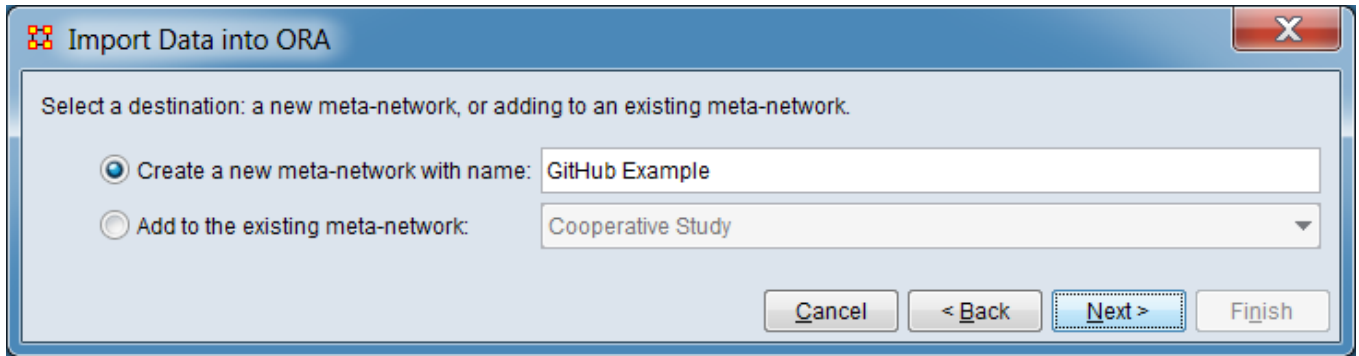 Import Data into ORA
X
Select a destination: a new meta-network, or adding to an existing meta-network.
Create a new meta-network with name: GitHub Example
Add to the existing meta-network: Cooperative Study
Cancel < Back Next > Finish